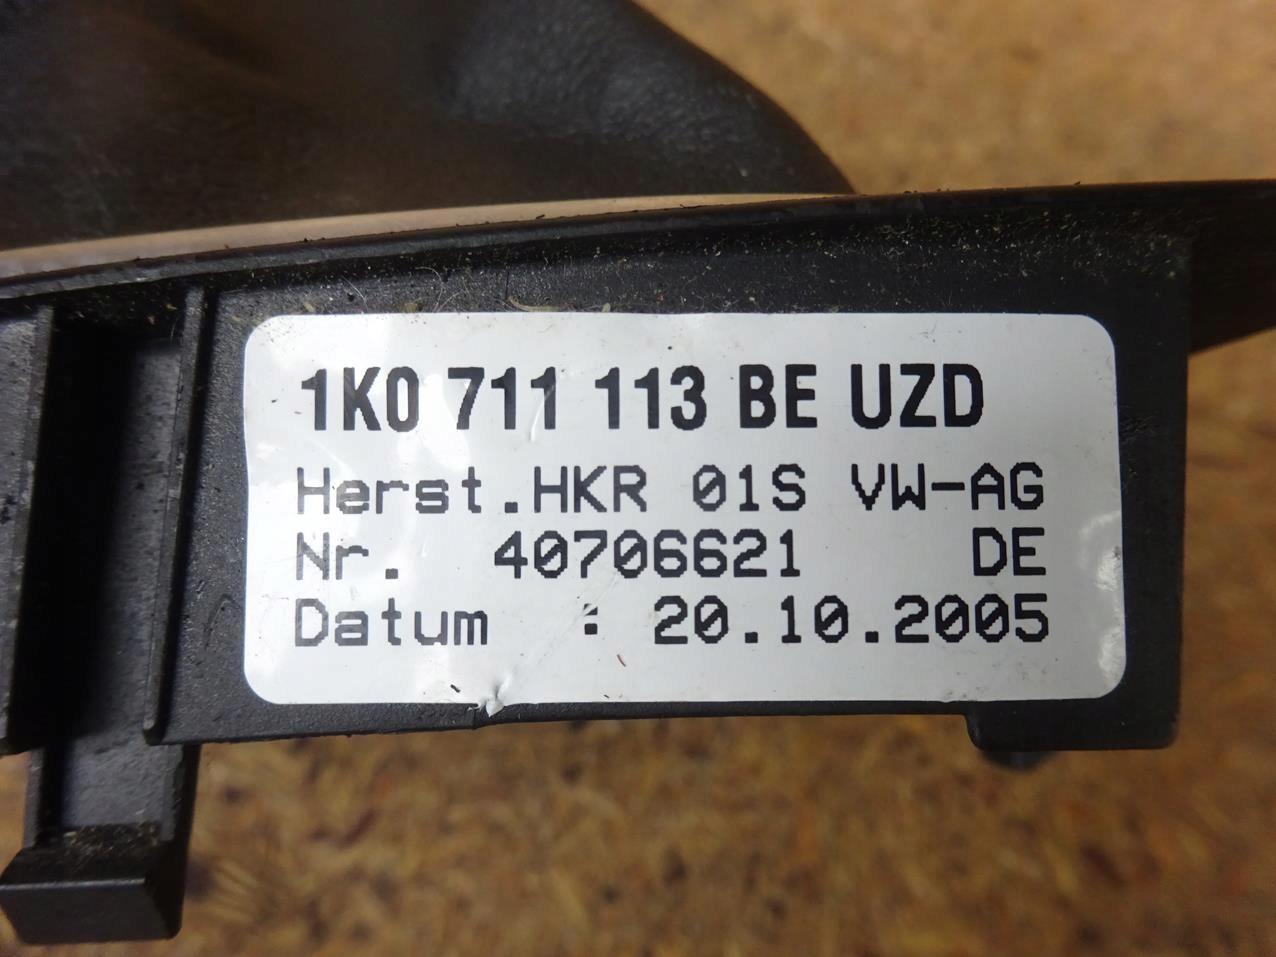 1K0 711 113 BE UZD
Herst.HKR 01S VW-AG
Nr. 40706621 DE
Datum : 20.10.2005